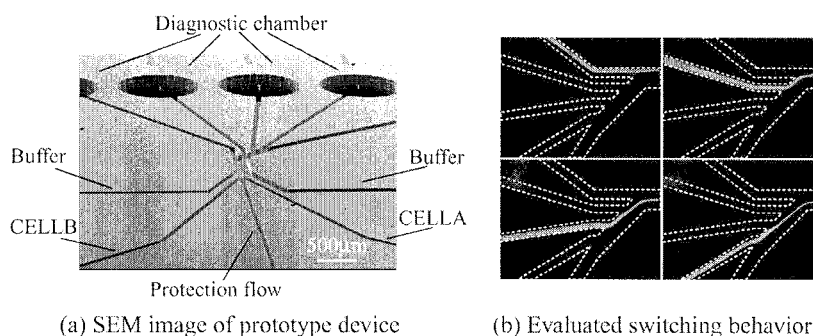 Diagnostic chamber
Buffer
Buffer
CELLB
CELLA
500µm
Protection flow
(a) SEM image of prototype device
(b) Evaluated switching behavior